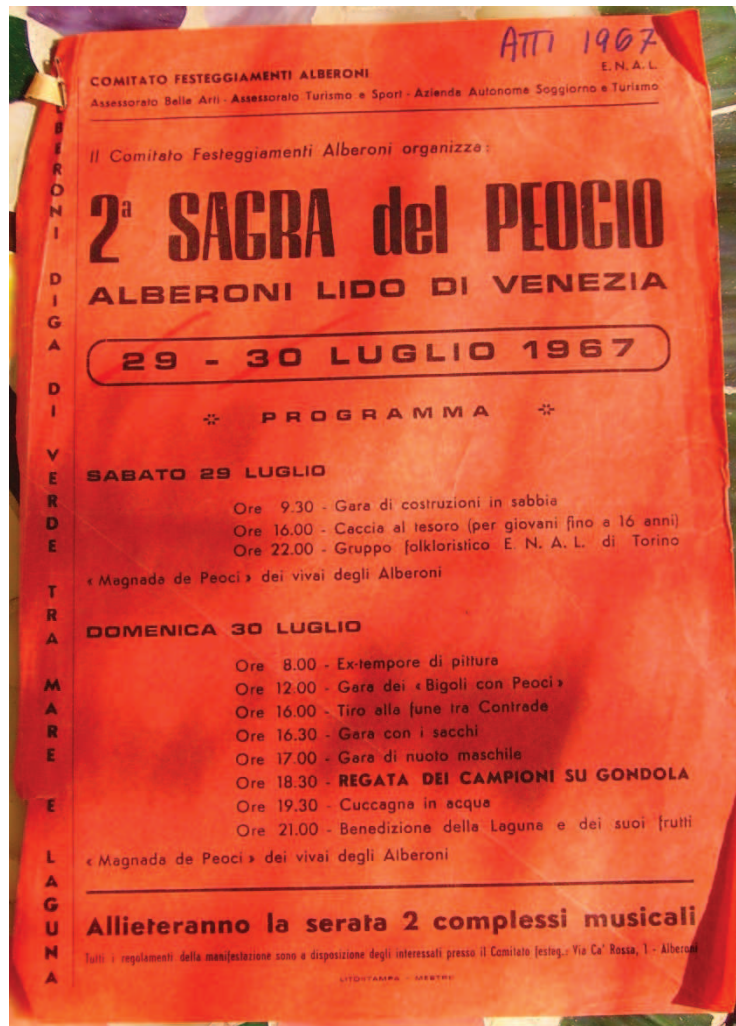 ATTI 1967
COMITATO FESTEGGIAMENTI ALBERONI
E. N. A. L.
Assessorato Belle Arti - Assessorato Turismo e Sport - Azienda Autonoma Soggiorno e Turismo
Il Comitato Festeggiamenti Alberoni organizza:
2ª SAGRA del PEOCIO
ALBERONI LIDO DI VENEZIA
29 - 30 LUGLIO 1967
PROGRAMMA
SABATO 29 LUGLIO
Ore 9.30 - Gara di costruzioni in sabbia
Ore 16.00 - Caccia al tesoro (per giovani fino a 16 anni)
Ore 22.00 - Gruppo folkloristico E. N. A. L. di Torino
« Magnada de Peoci » dei vivai degli Alberoni
DOMENICA 30 LUGLIO
Ore 8.00 - Ex-tempore di pittura
Ore 12.00 - Gara dei « Bigoli con Peoci »
Ore 16.00 - Tiro alla fune tra Contrade
Ore 16.30 - Gara con i sacchi
Ore 17.00 - Gara di nuoto maschile
Ore 18.30 - REGATA DEI CAMPIONI SU GONDOLA
Ore 19.30 - Cuccagna in acqua
Ore 21.00 - Benedizione della Laguna e dei suoi frutti
« Magnada de Peoci » dei vivai degli Alberoni
Allieteranno la serata 2 complessi musicali
Tutti i regolamenti della manifestazione sono a disposizione degli interessati presso il Comitato festeg.: Via Ca' Rossa, 1 - Alberoni
LITOSTAMPA - MESTRE
ALBERONI DIGA DI VERDE TRA MARE E LAGUNA